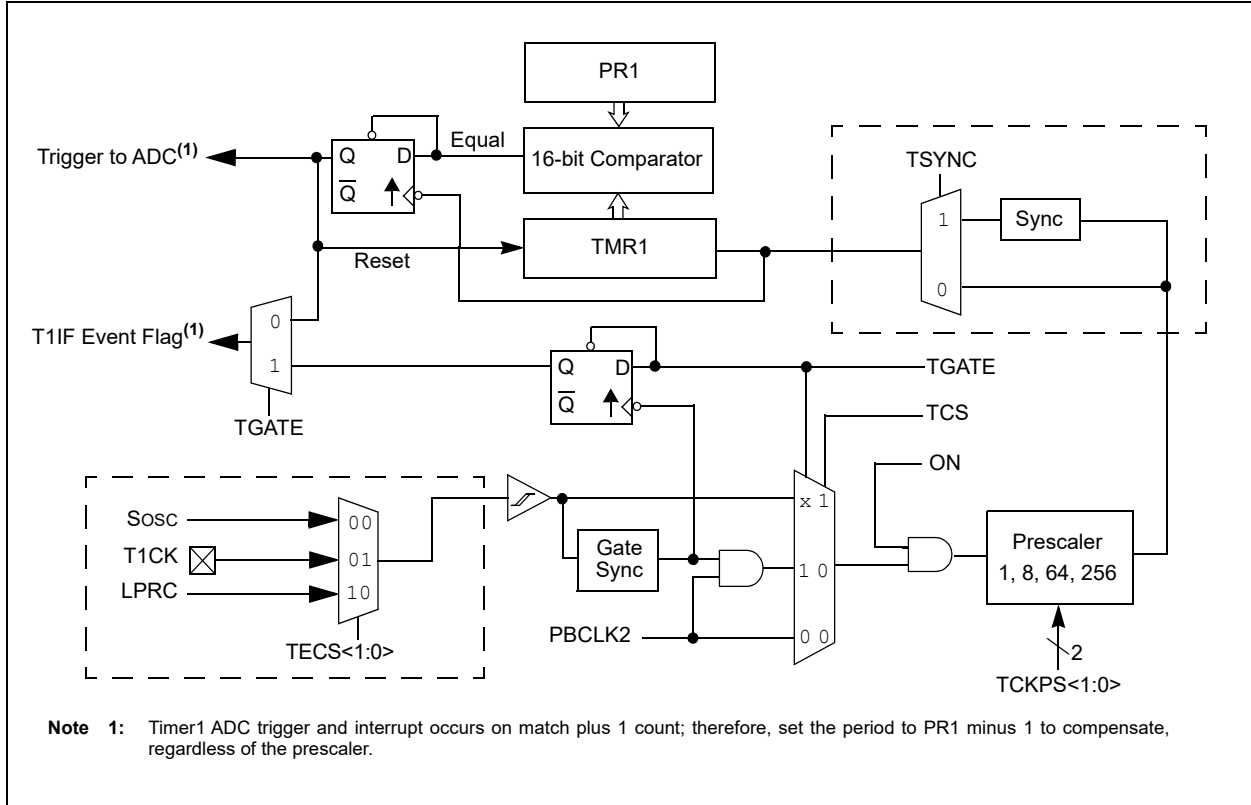 PR1
Trigger to ADC(1)
Q
D
Equal
16-bit Comparator
Q
TSYNC
1
Sync
Reset
TMR1
0
0
T1IF Event Flag(1)
1
Q
D
TGATE
Q
TGATE
TCS
ON
SOSC
00
x 1
T1CK
01
Gate
Sync
1 0
Prescaler
1, 8, 64, 256
LPRC
10
PBCLK2
0 0
TECS<1:0>
2
TCKPS<1:0>
Note 1: Timer1 ADC trigger and interrupt occurs on match plus 1 count; therefore, set the period to PR1 minus 1 to compensate,
regardless of the prescaler.